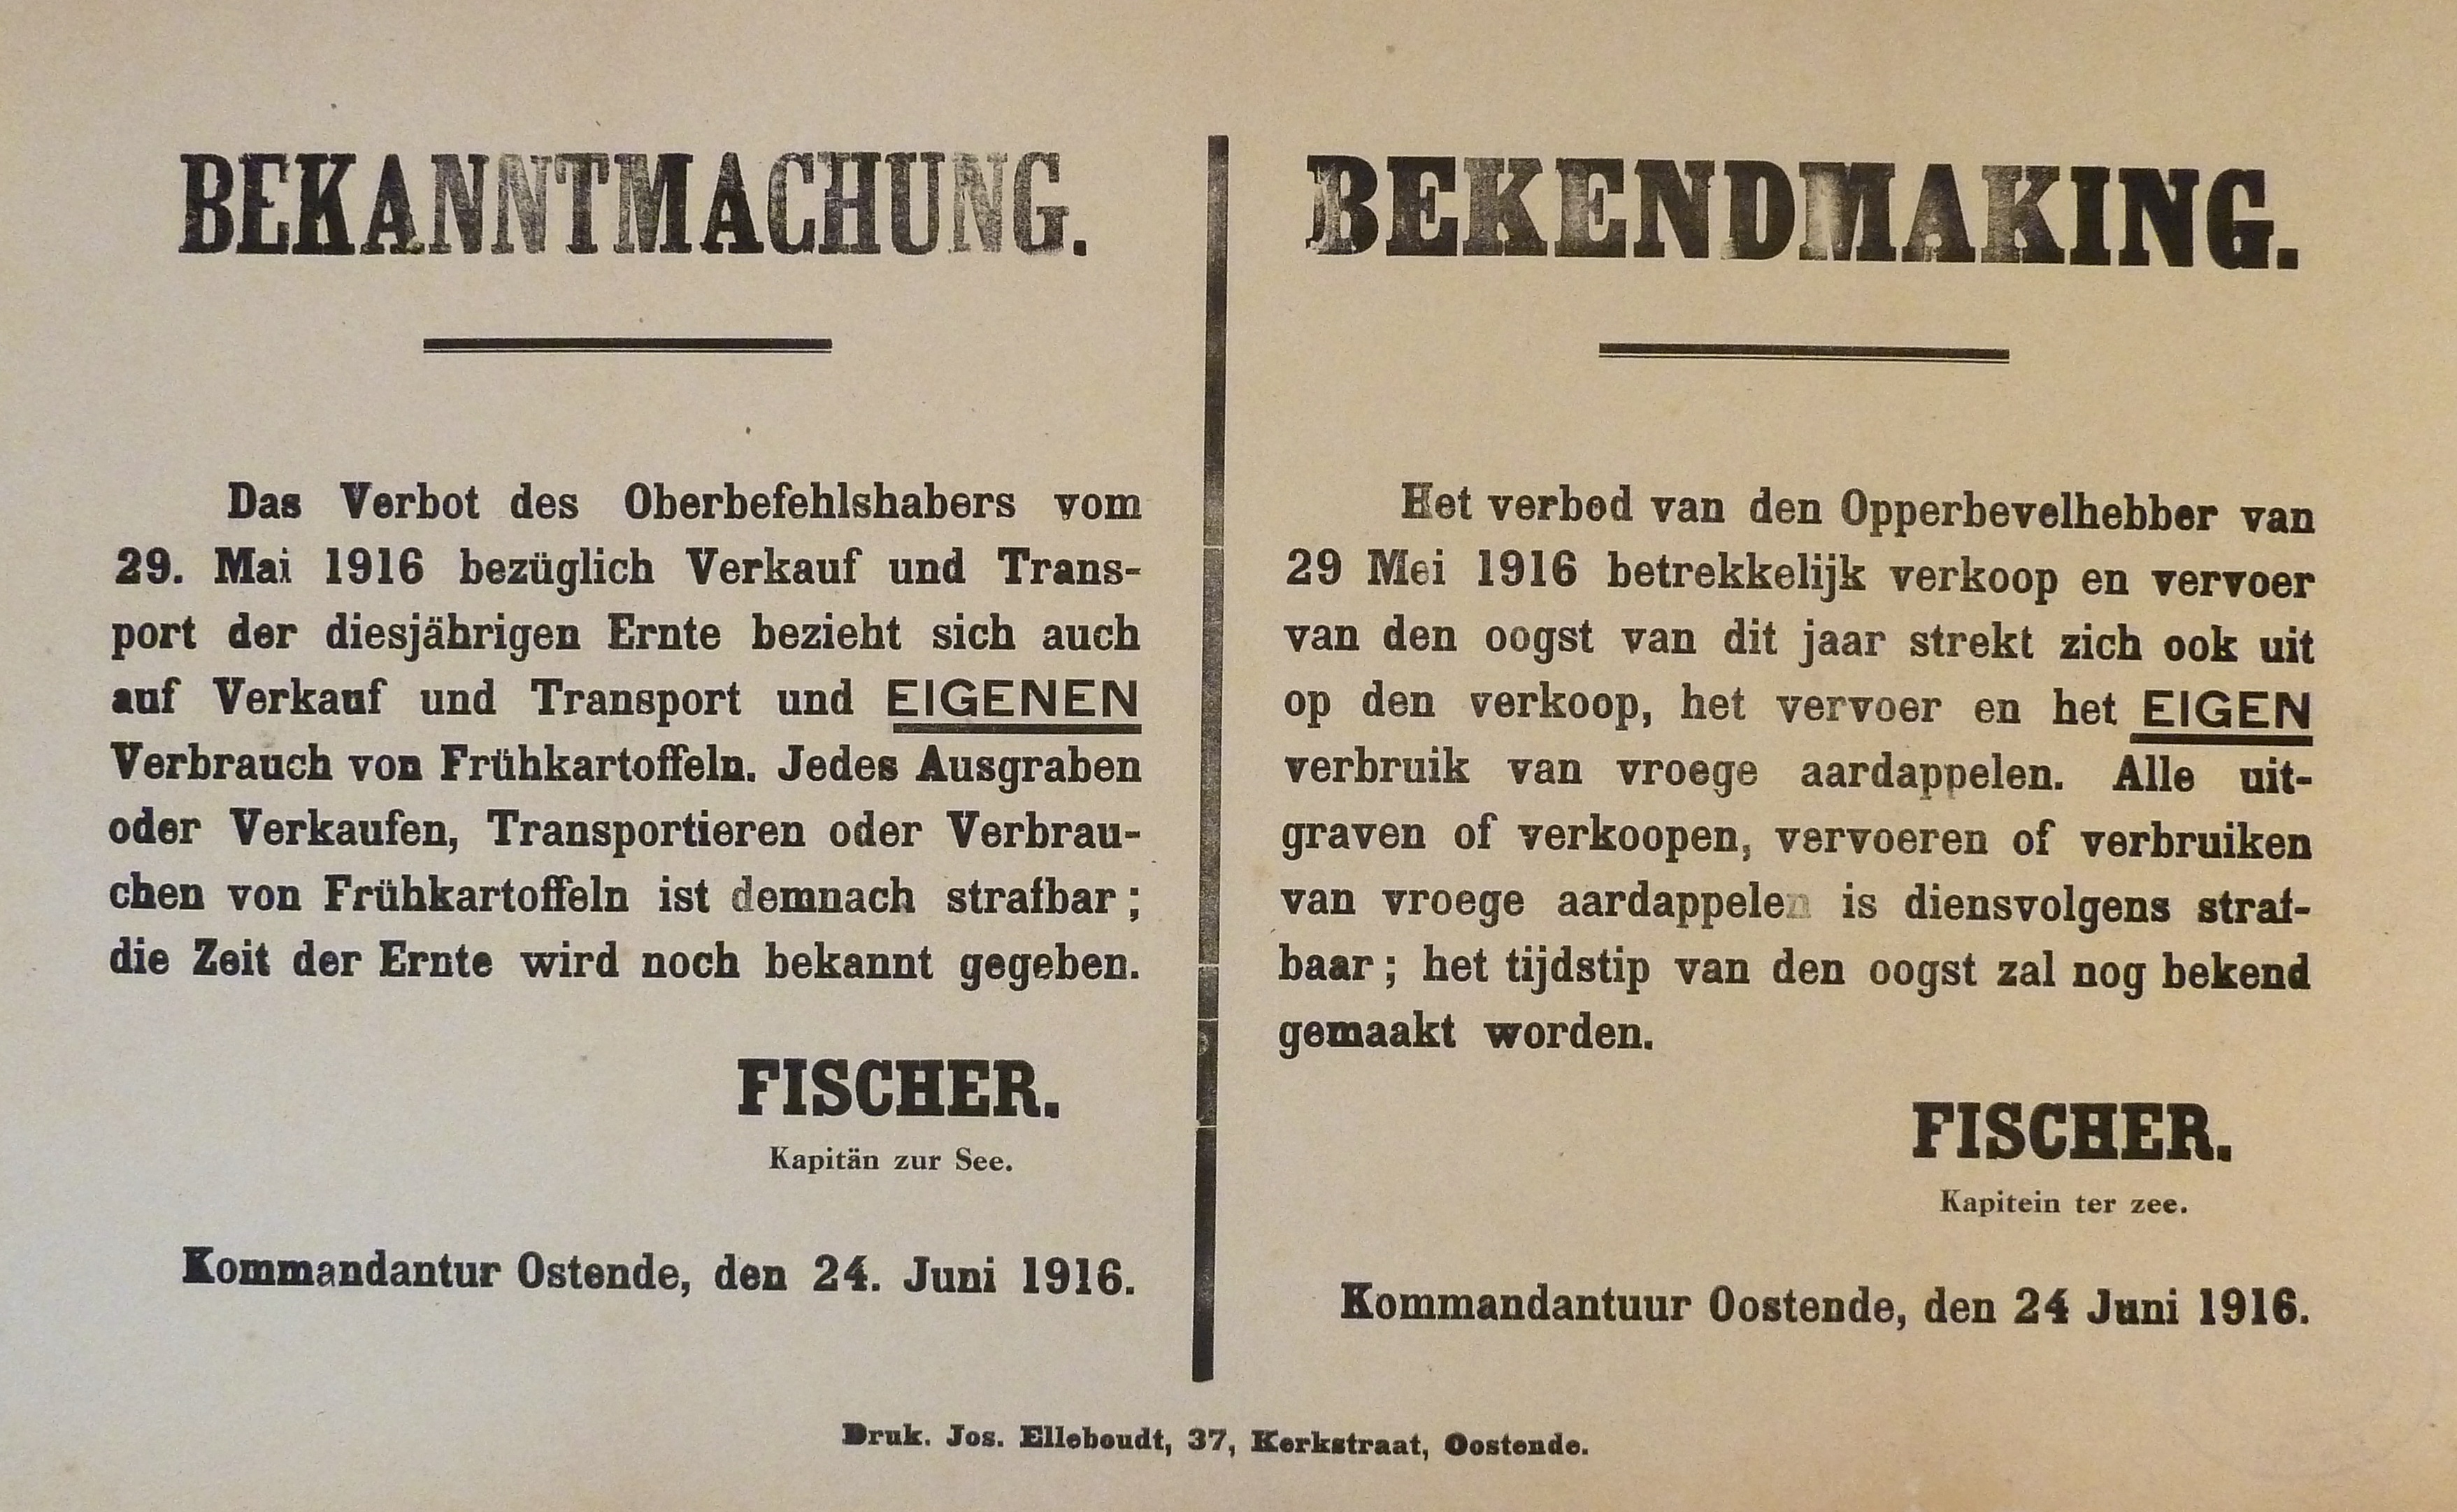 BEKANNTMACHUNG.
Das Verbot des Oberbefehlshabers vom
29. Mai 1916 bezüglich Verkauf und Trans-
port der diesjährigen Ernte bezieht sich auch
auf Verkauf und Transport und EIGENEN
Verbrauch von Frühkartoffeln. Jedes Ausgraben
oder Verkaufen, Transportieren oder Verbrau-
chen von Frühkartoffeln ist demnach strafbar ;
die Zeit der Ernte wird noch bekannt gegeben.
FISCHER.
Kapitän zur See.
Kommandantur Ostende, den 24. Juni 1916.
BEKENDMAKING.
Het verbod van den Opperbevelhebber van
29 Mei 1916 betrekkelijk verkoop en vervoer
van den oogst van dit jaar strekt zich ook uit
op den verkoop, het vervoer en het EIGEN
verbruik van vroege aardappelen. Alle uit-
graven of verkoopen, vervoeren of verbruiken
van vroege aardappelen is diensvolgens straf-
baar ; het tijdstip van den oogst zal nog bekend
gemaakt worden.
FISCHER.
Kapitein ter zee.
Kommandantuur Oostende, den 24 Juni 1916.
Druk. Jos. Elleboudt, 37, Kerkstraat, Oostende.